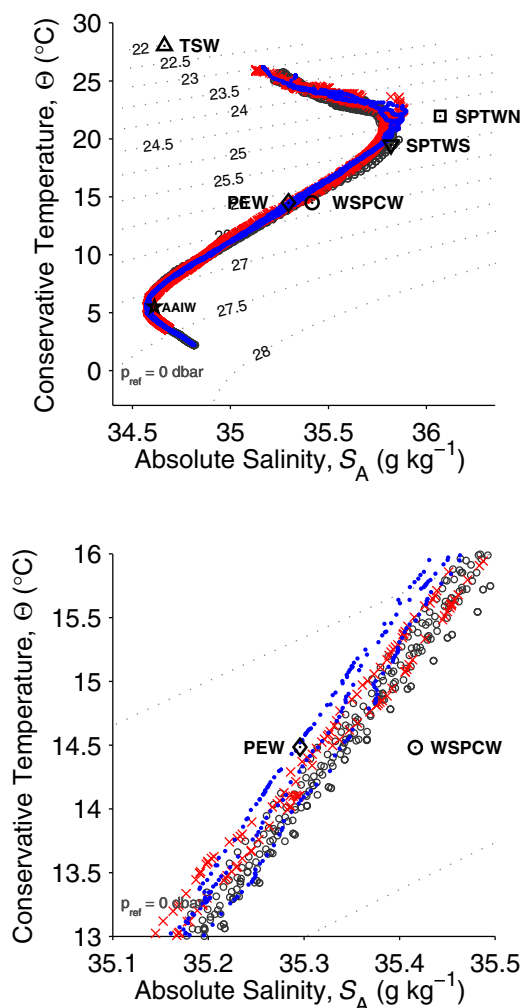 30
25
20
15
10
5
0
Conservative Temperature, Θ (°C)
22
TSW
22.5
23
23.5
24
SPTWN
24.5
SPTWS
25
25.5
PEW
WSPCW
27
AAIW
27.5
28
p_ref = 0 dbar
34.5 35 35.5 36
Absolute Salinity, S_A (g kg⁻¹)
16
15.5
15
14.5
14
13.5
13
Conservative Temperature, Θ (°C)
PEW
WSPCW
p_ref = 0 dbar
35.1 35.2 35.3 35.4 35.5
Absolute Salinity, S_A (g kg⁻¹)